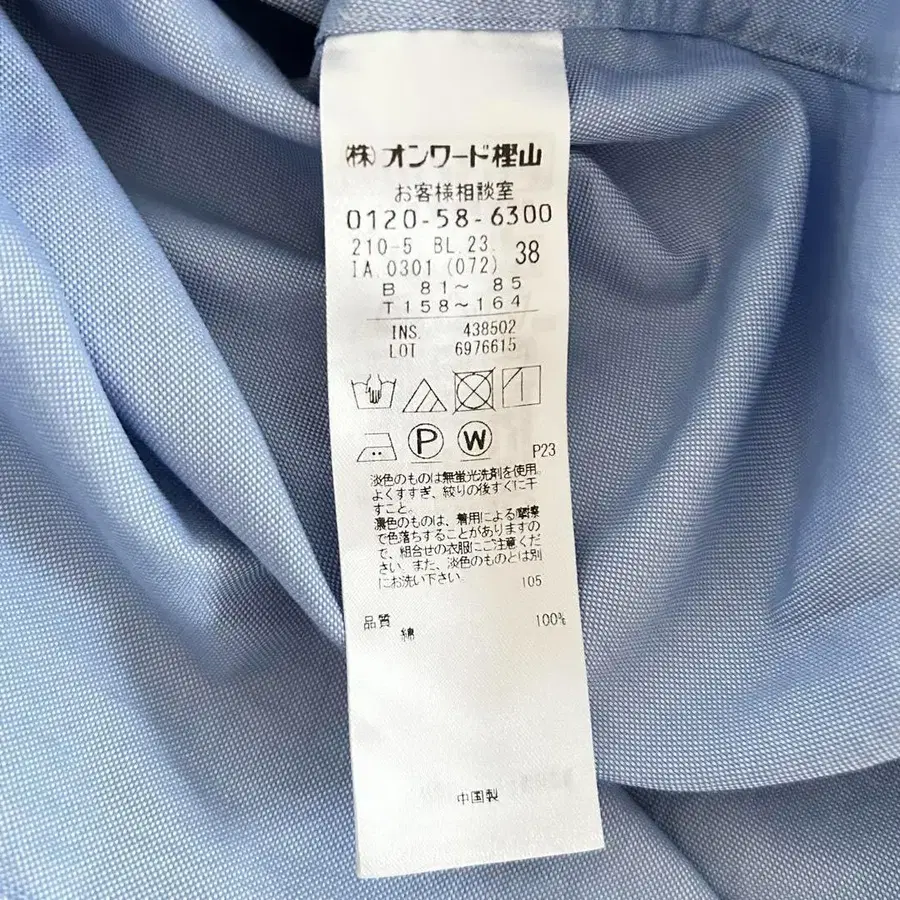 (株)オンワード樫山
お客様相談室
0120-58-6300
210-5 BL.23. 38
IA.0301 (072)
B 81〜 85
T158〜164
INS. 438502
LOT 6976615
P W P23
淡色のものは無蛍光洗剤を使用
よくすすぎ、絞りの後すぐに干
すこと。
濃色のものは、着用による摩擦
で色落ちすることがありますの
で、組合せの衣服にご注意くだ
さい。また、淡色のものとは別
にお洗い下さい。 105
品質
綿 100%
中国製